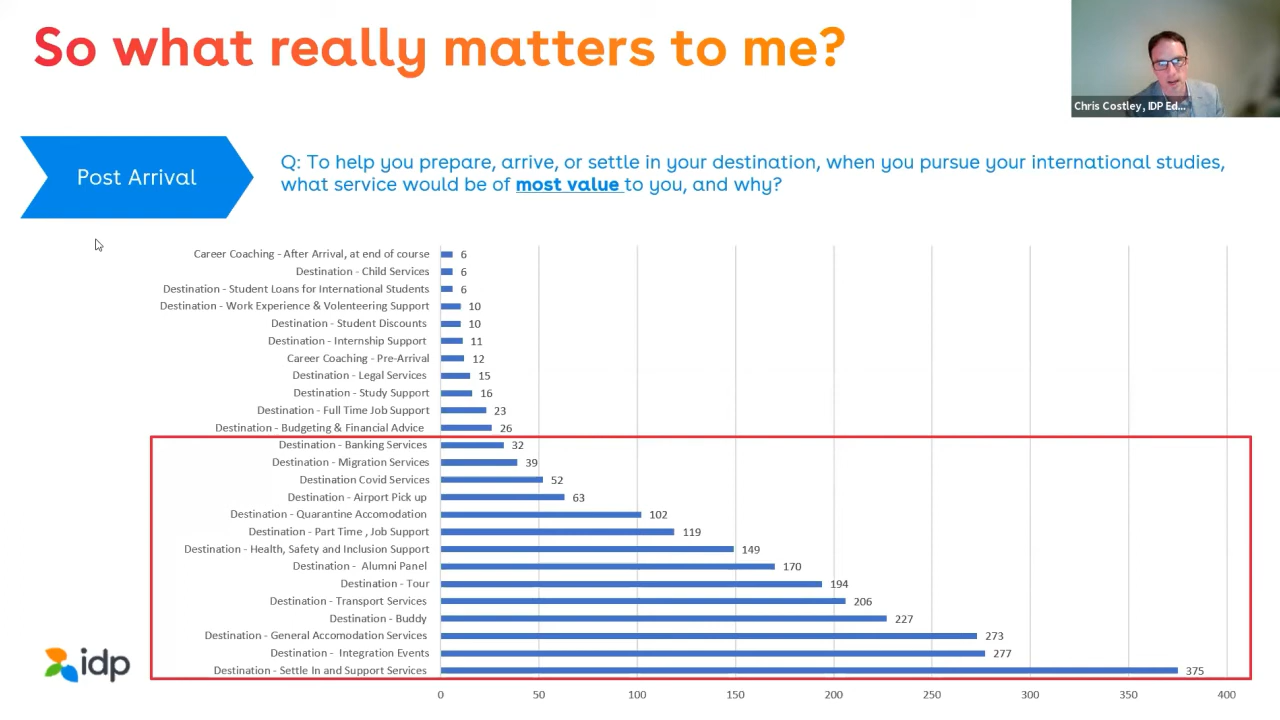 So what really matters to me?
Chris Costley, IDP Ed...
Post Arrival
Q: To help you prepare, arrive, or settle in your destination, when you pursue your international studies,
what service would be of most value to you, and why?
Career Coaching - After Arrival, at end of course 6
Destination - Child Services 6
Destination - Student Loans for International Students 6
Destination - Work Experience & Volenteering Support 10
Destination - Student Discounts 10
Destination - Internship Support 11
Career Coaching - Pre-Arrival 12
Destination - Legal Services 15
Destination - Study Support 16
Destination - Full Time Job Support 23
Destination - Budgeting & Financial Advice 26
Destination - Banking Services 32
Destination - Migration Services 39
Destination Covid Services 52
Destination - Airport Pick up 63
Destination - Quarantine Accomodation 102
Destination - Part Time , Job Support 119
Destination - Health, Safety and Inclusion Support 149
Destination - Alumni Panel 170
Destination - Tour 194
Destination - Transport Services 206
Destination - Buddy 227
Destination - General Accomodation Services 273
Destination - Integration Events 277
Destination - Settle In and Support Services 375
0 50 100 150 200 250 300 350 400
idp